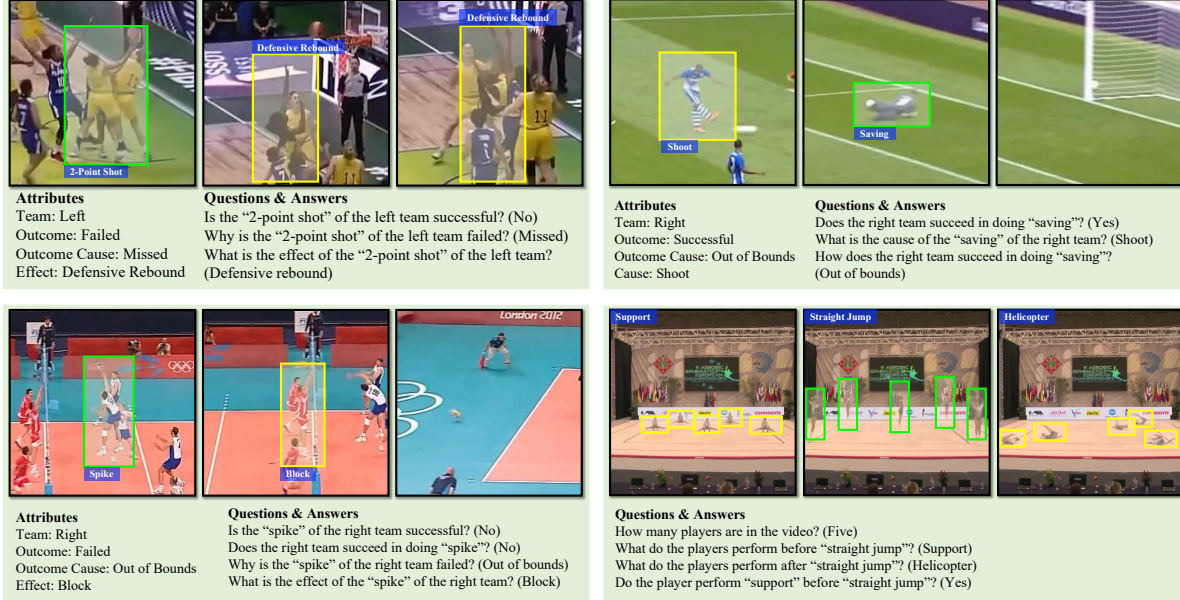 Defensive Rebound
Defensive Rebound
2-Point Shot
Attributes
Team: Left
Outcome: Failed
Outcome Cause: Missed
Effect: Defensive Rebound
Questions & Answers
Is the “2-point shot” of the left team successful? (No)
Why is the “2-point shot” of the left team failed? (Missed)
What is the effect of the “2-point shot” of the left team?
(Defensive rebound)
Shoot
Saving
Attributes
Team: Right
Outcome: Successful
Outcome Cause: Out of Bounds
Cause: Shoot
Questions & Answers
Does the right team succeed in doing “saving”? (Yes)
What is the cause of the “saving” of the right team? (Shoot)
How does the right team succeed in doing “saving”?
(Out of bounds)
London 2012
Spike
Block
Attributes
Team: Right
Outcome: Failed
Outcome Cause: Out of Bounds
Effect: Block
Questions & Answers
Is the “spike” of the right team successful? (No)
Does the right team succeed in doing “spike”? (No)
Why is the “spike” of the right team failed? (Out of bounds)
What is the effect of the “spike” of the right team? (Block)
Support
Straight Jump
Helicopter
Questions & Answers
How many players are in the video? (Five)
What do the players perform before “straight jump”? (Support)
What do the players perform after “straight jump”? (Helicopter)
Do the player perform “support” before “straight jump”? (Yes)